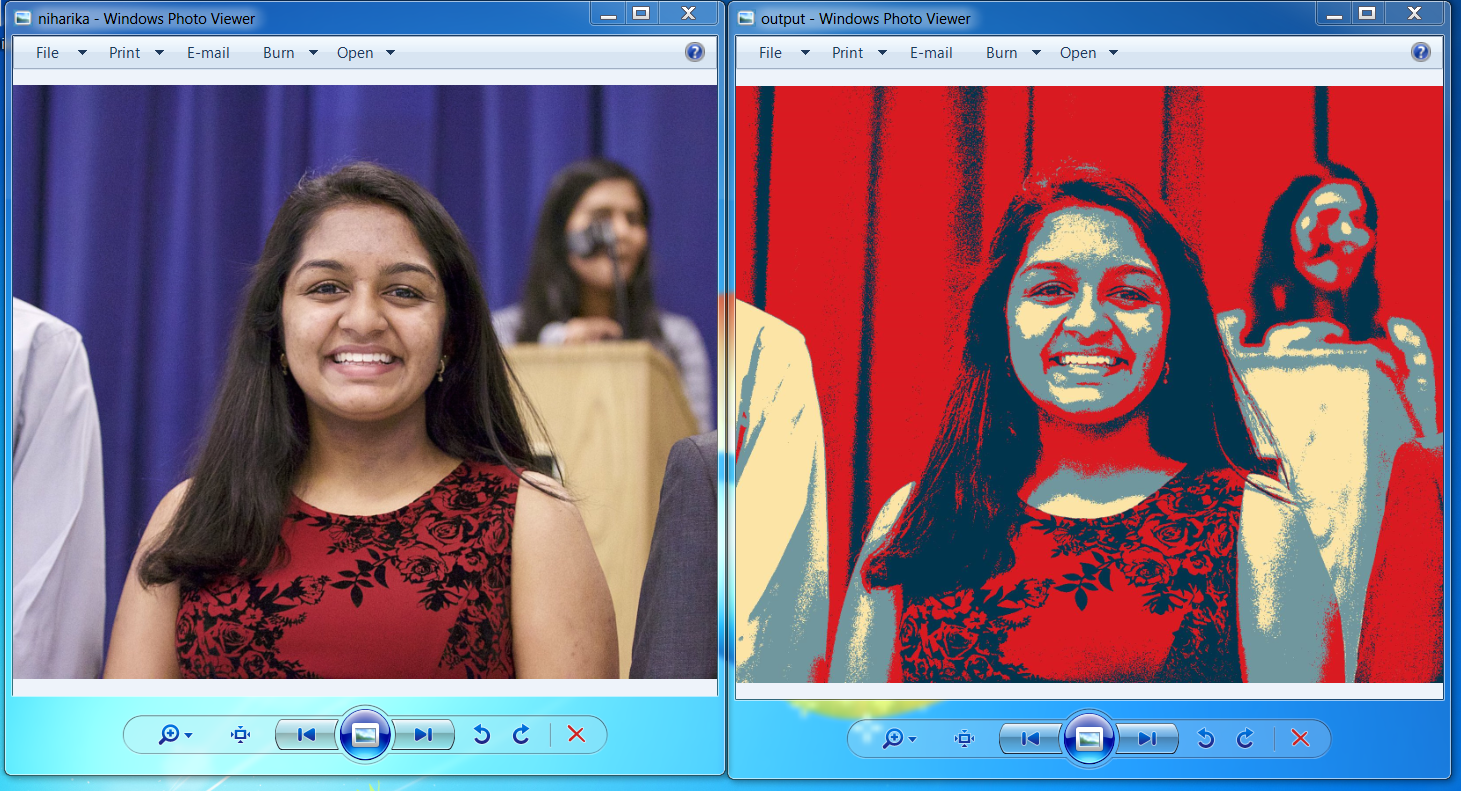 niharika - Windows Photo Viewer
File Print E-mail Burn Open
output - Windows Photo Viewer
File Print E-mail Burn Open